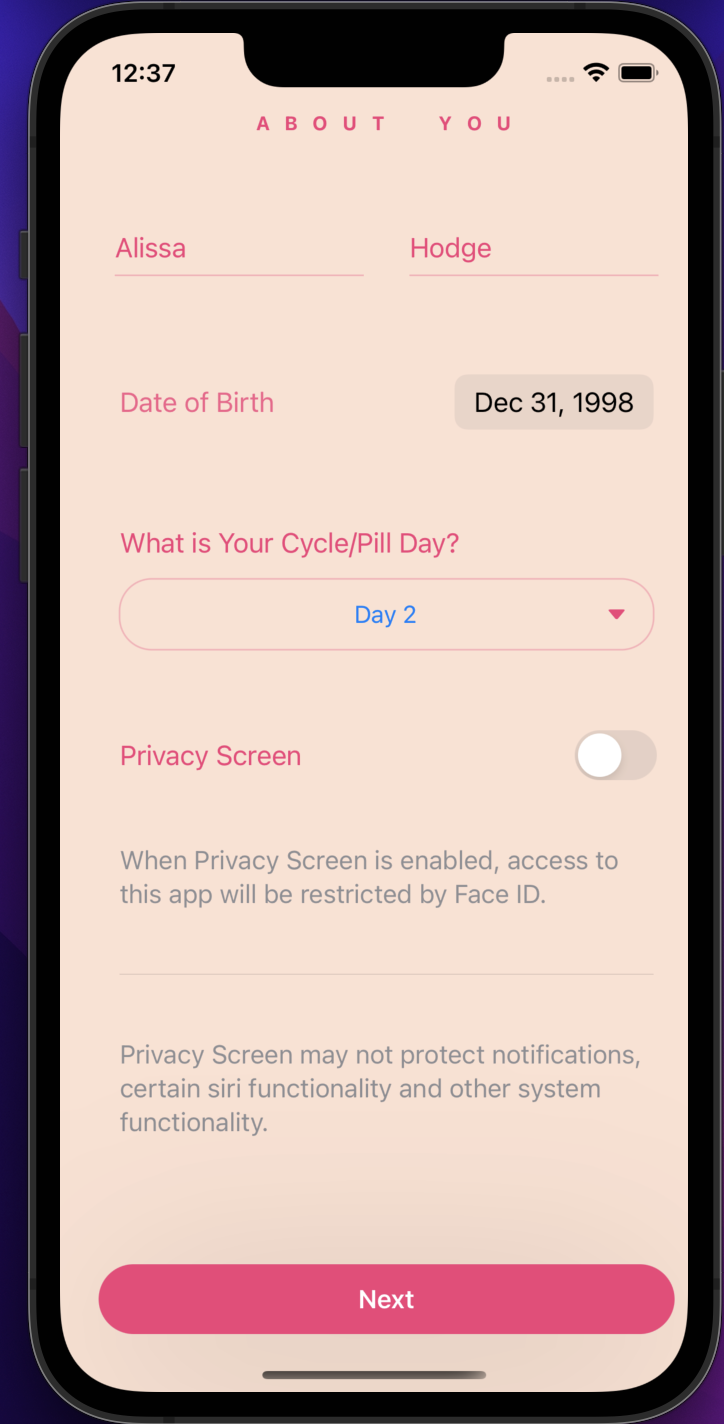 12:37
ABOUT YOU
Alissa Hodge
Date of Birth Dec 31, 1998
What is Your Cycle/Pill Day?
Day 2
Privacy Screen
When Privacy Screen is enabled, access to
this app will be restricted by Face ID.
Privacy Screen may not protect notifications,
certain siri functionality and other system
functionality.
Next